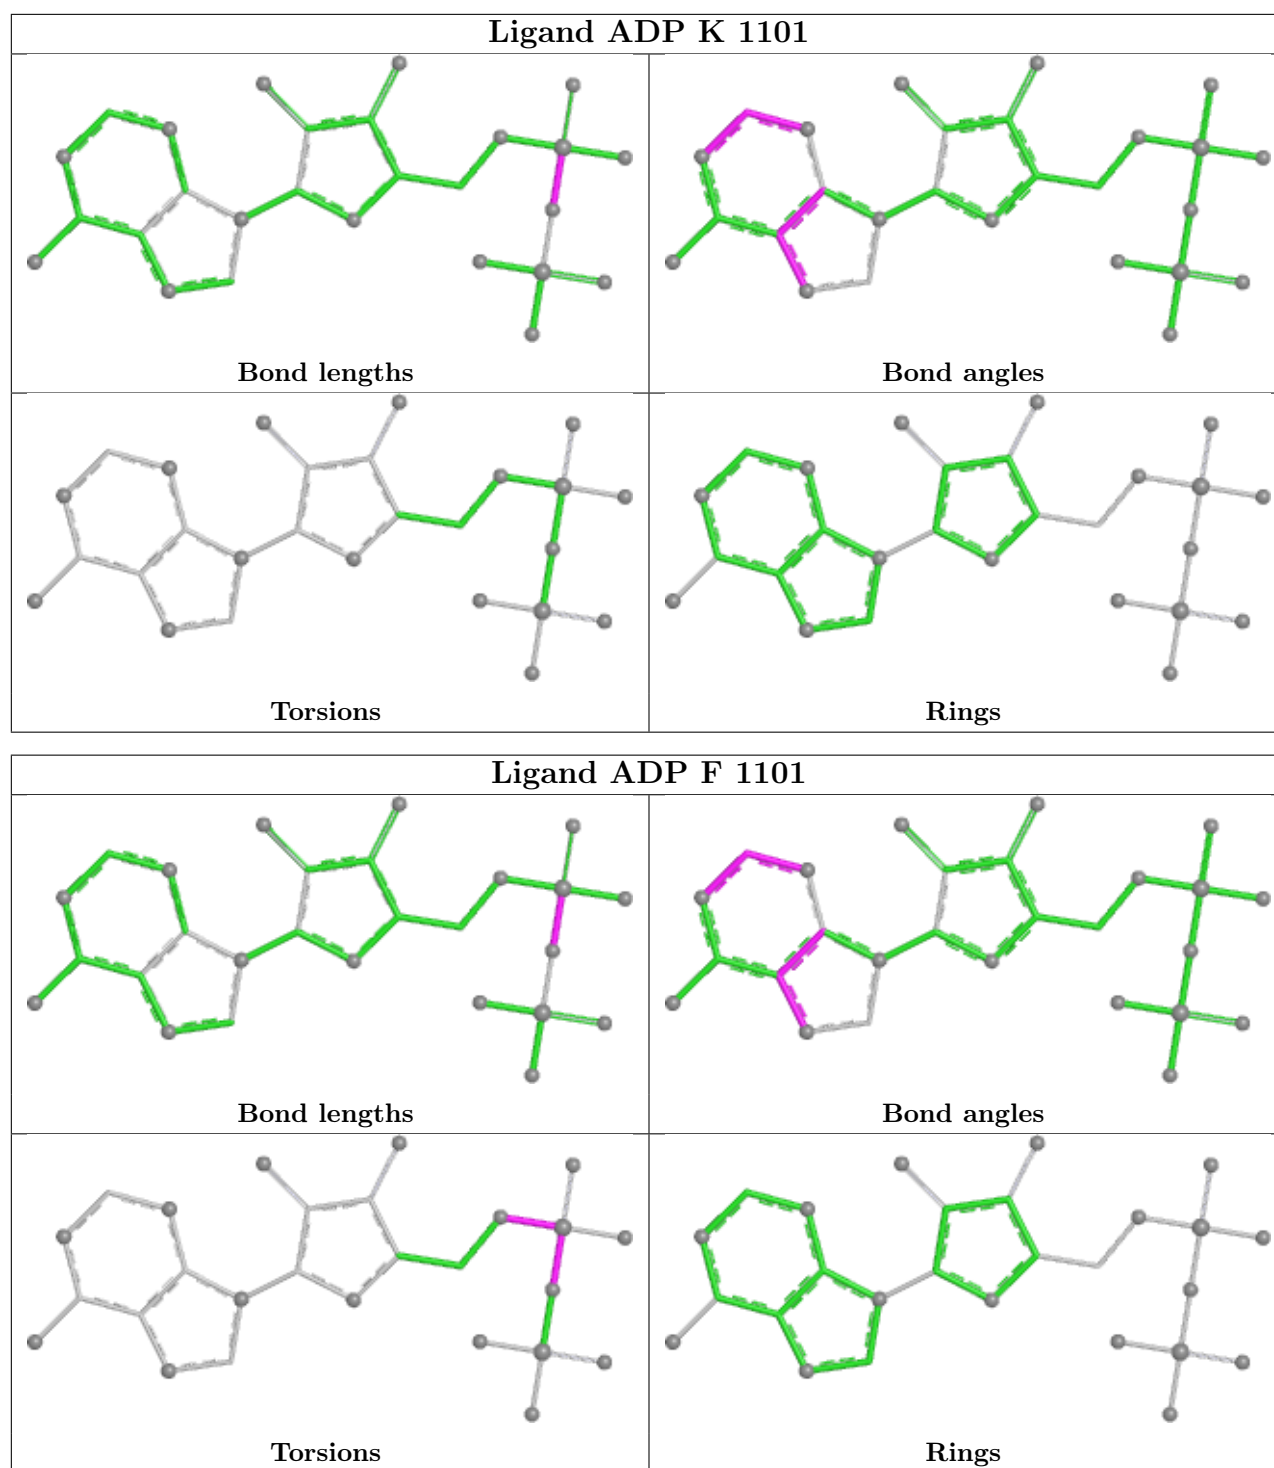 Ligand ADP K 1101
Bond lengths
Bond angles
Torsions
Rings
Ligand ADP F 1101
Bond lengths
Bond angles
Torsions
Rings